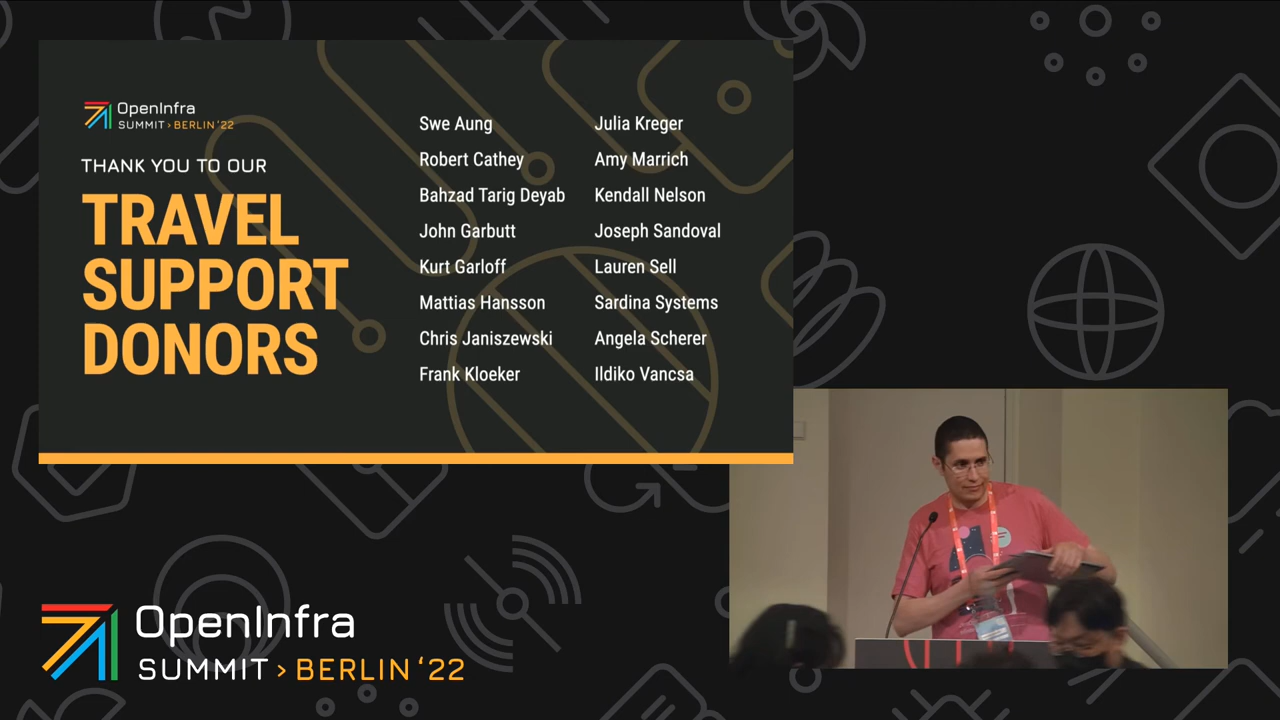 OpenInfra
SUMMIT > BERLIN '22
THANK YOU TO OUR
TRAVEL
SUPPORT
DONORS
Swe Aung
Robert Cathey
Bahzad Tarig Deyab
John Garbutt
Kurt Garloff
Mattias Hansson
Chris Janiszewski
Frank Kloeker
Julia Kreger
Amy Marrich
Kendall Nelson
Joseph Sandoval
Lauren Sell
Sardina Systems
Angela Scherer
Ildiko Vancsa
OpenInfra
SUMMIT > BERLIN '22